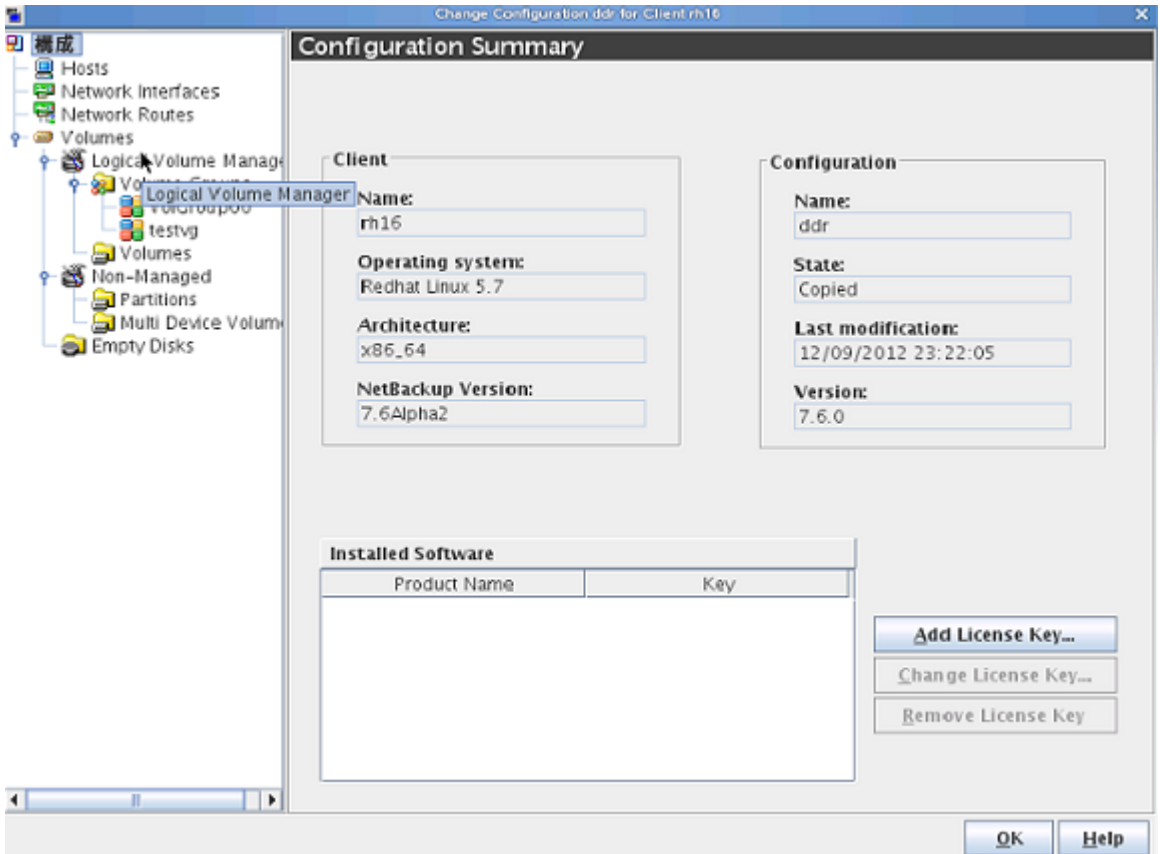 Change Configuration ddr for Client rh16
構成
Hosts
Network Interfaces
Network Routes
Volumes
Logical Volume Manage
Logical Volume Manager
VolGroup00
testvg
Volumes
Non-Managed
Partitions
Multi Device Volum
Empty Disks
Configuration Summary
Client
Name:
rh16
Operating system:
Redhat Linux 5.7
Architecture:
x86_64
NetBackup Version:
7.6Alpha2
Configuration
Name:
ddr
State:
Copied
Last modification:
12/09/2012 23:22:05
Version:
7.6.0
Installed Software
Product Name Key
Add License Key...
Change License Key...
Remove License Key
OK Help